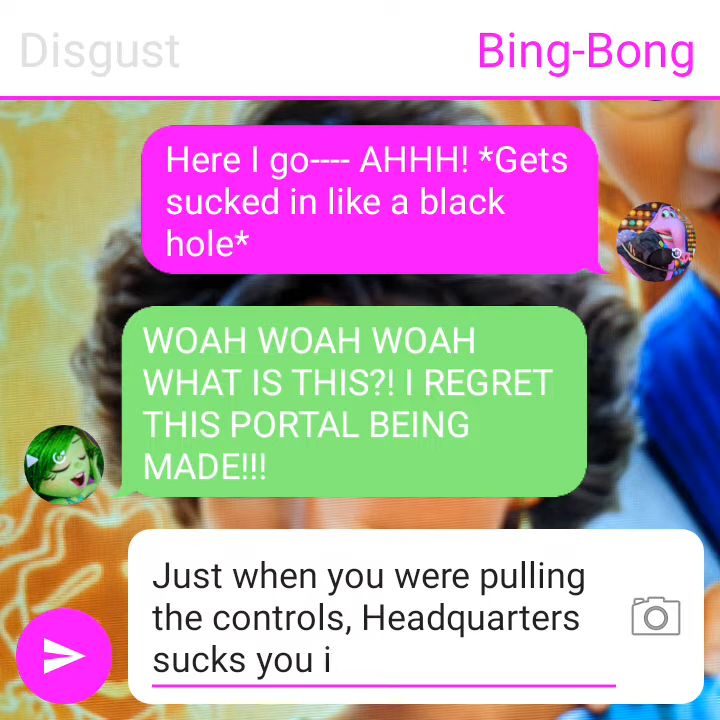 Disgust Bing-Bong
Here I go---- AHHH! *Gets
sucked in like a black
hole*
WOAH WOAH WOAH
WHAT IS THIS?! I REGRET
THIS PORTAL BEING
MADE!!!
Just when you were pulling
the controls, Headquarters
sucks you i